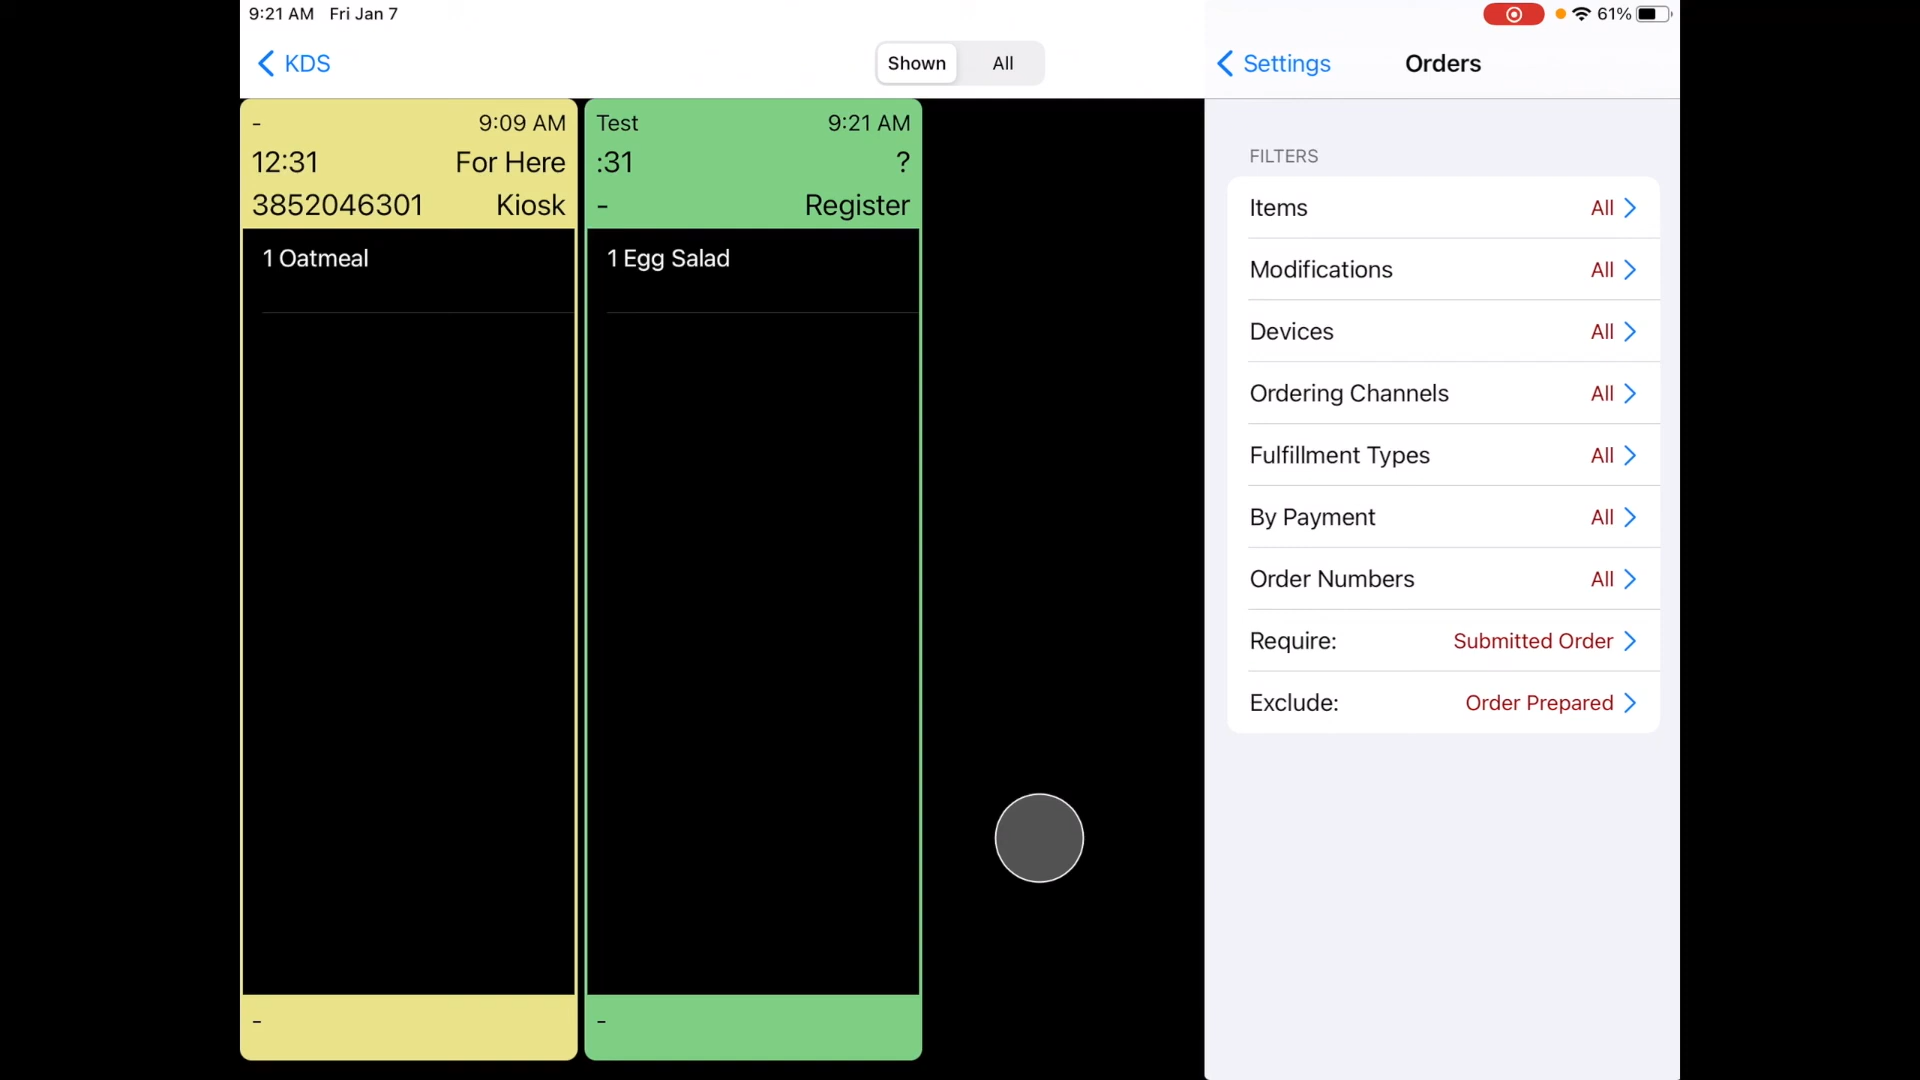 9:21 AM Fri Jan 7
61%
KDS
Shown
All
Settings
Orders
- 9:09 AM
12:31 For Here
3852046301 Kiosk
1 Oatmeal
-
Test 9:21 AM
:31 ?
- Register
1 Egg Salad
-
FILTERS
Items All
Modifications All
Devices All
Ordering Channels All
Fulfillment Types All
By Payment All
Order Numbers All
Require: Submitted Order
Exclude: Order Prepared